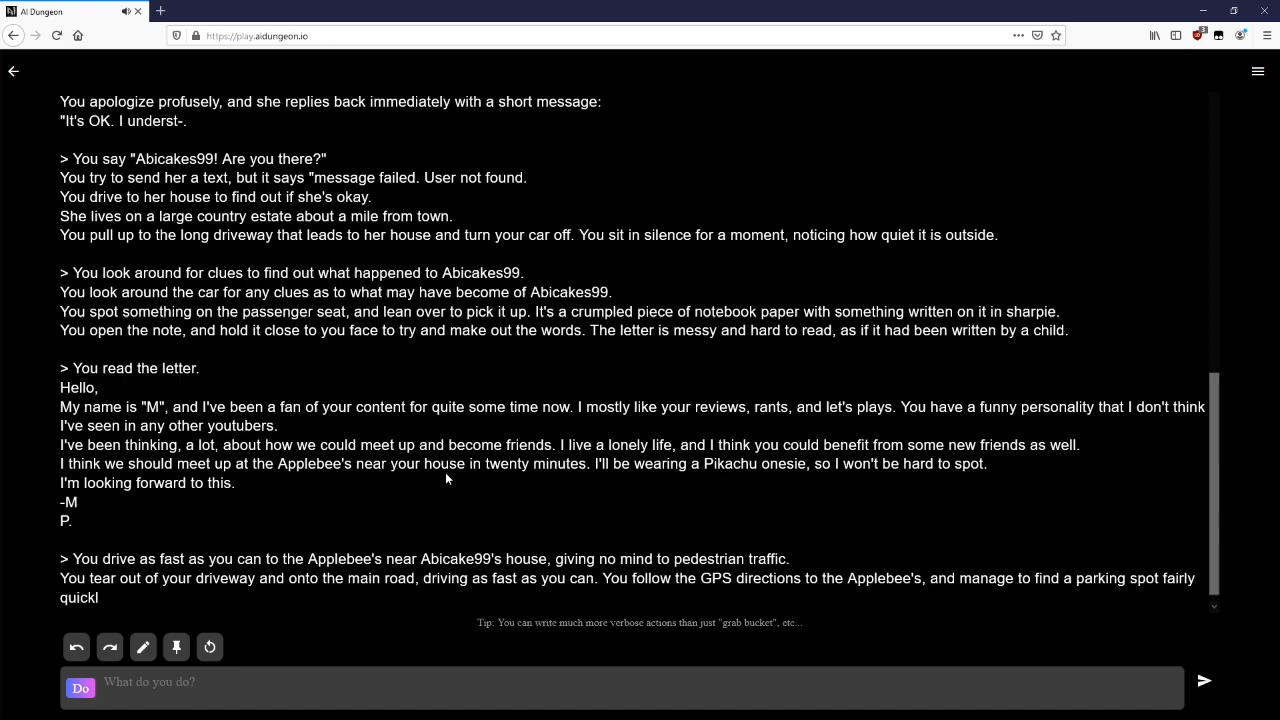 AI Dungeon
https://play.aidungeon.io
You apologize profusely, and she replies back immediately with a short message:
"It's OK. I underst-.
> You say "Abicakes99! Are you there?"
You try to send her a text, but it says "message failed. User not found.
You drive to her house to find out if she's okay.
She lives on a large country estate about a mile from town.
You pull up to the long driveway that leads to her house and turn your car off. You sit in silence for a moment, noticing how quiet it is outside.
> You look around for clues to find out what happened to Abicakes99.
You look around the car for any clues as to what may have become of Abicakes99.
You spot something on the passenger seat, and lean over to pick it up. It's a crumpled piece of notebook paper with something written on it in sharpie.
You open the note, and hold it close to you face to try and make out the words. The letter is messy and hard to read, as if it had been written by a child.
> You read the letter.
Hello,
My name is "M", and I've been a fan of your content for quite some time now. I mostly like your reviews, rants, and let's plays. You have a funny personality that I don't think
I've seen in any other youtubers.
I've been thinking, a lot, about how we could meet up and become friends. I live a lonely life, and I think you could benefit from some new friends as well.
I think we should meet up at the Applebee's near your house in twenty minutes. I'll be wearing a Pikachu onesie, so I won't be hard to spot.
I'm looking forward to this.
-M
P.
> You drive as fast as you can to the Applebee's near Abicake99's house, giving no mind to pedestrian traffic.
You tear out of your driveway and onto the main road, driving as fast as you can. You follow the GPS directions to the Applebee's, and manage to find a parking spot fairly
quickl
Tip: You can write much more verbose actions than just "grab bucket", etc...
Do What do you do?